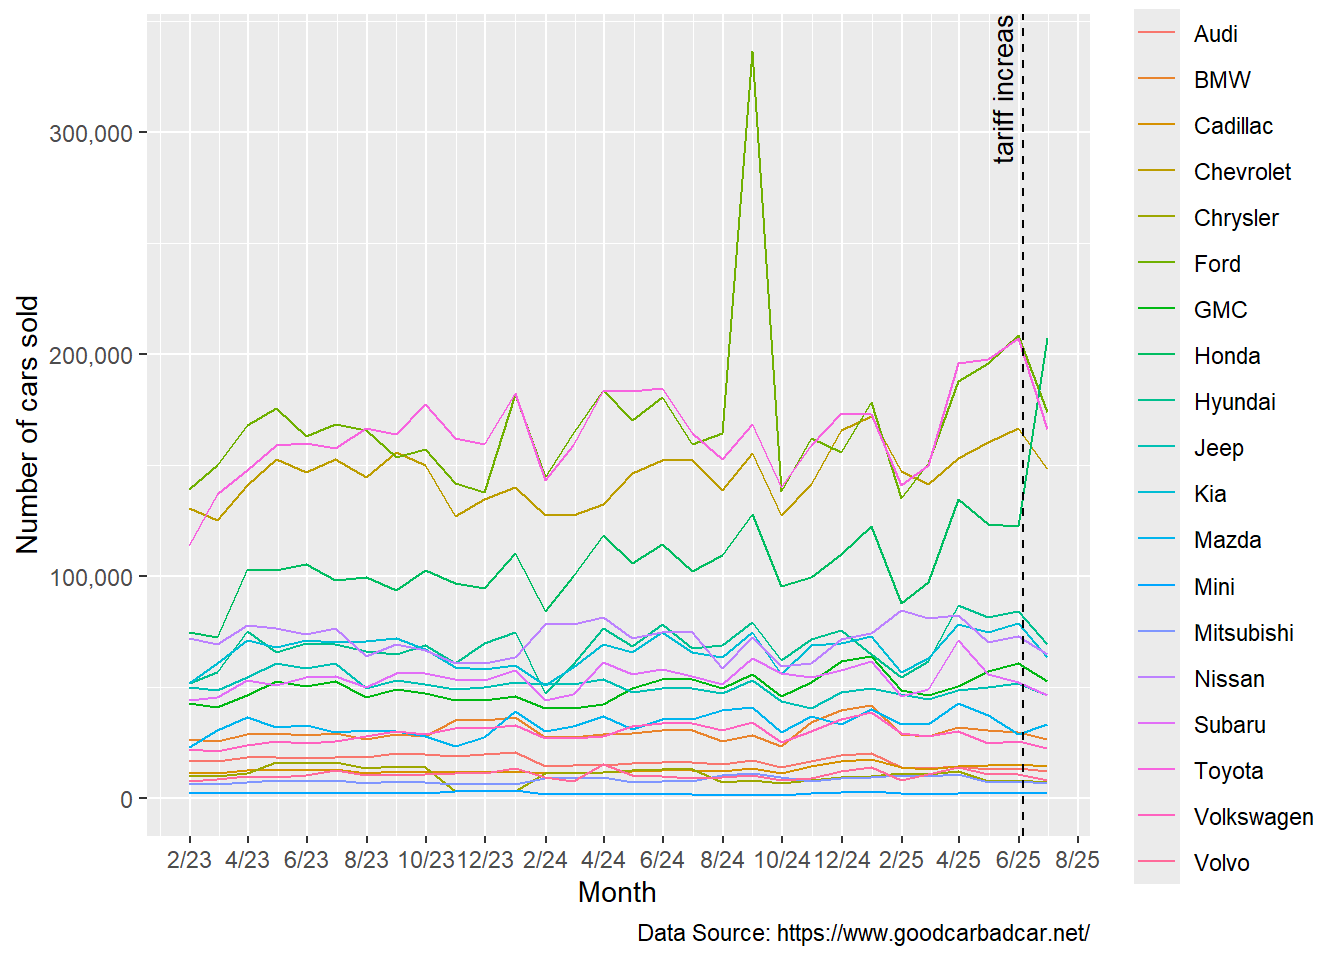 tariff increas
300,000
200,000
100,000
0
Number of cars sold
2/23 4/23 6/23 8/23 10/23 12/23 2/24 4/24 6/24 8/24 10/24 12/24 2/25 4/25 6/25 8/25
Month
Audi
BMW
Cadillac
Chevrolet
Chrysler
Ford
GMC
Honda
Hyundai
Jeep
Kia
Mazda
Mini
Mitsubishi
Nissan
Subaru
Toyota
Volkswagen
Volvo
Data Source: https://www.goodcarbadcar.net/